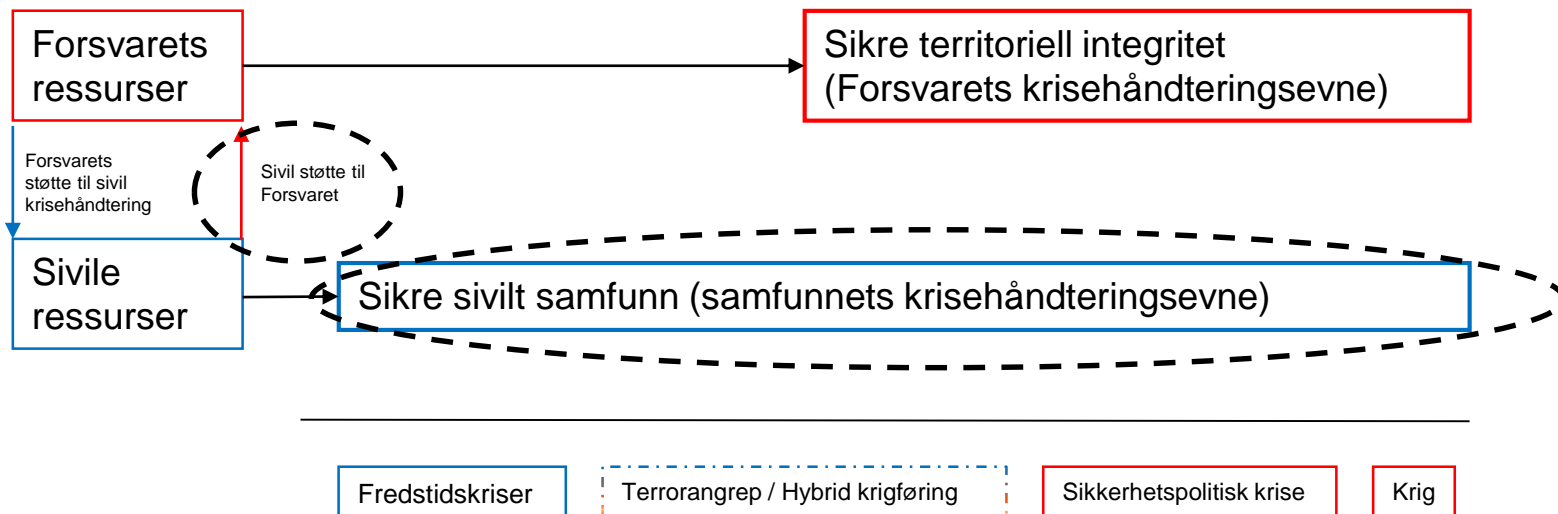 Forsvarets
ressurser
Sikre territoriell integritet
(Forsvarets krisehåndteringsevne)
Forsvarets
støtte til sivil
krisehåndtering
Sivil støtte til
Forsvaret
Sivile
ressurser
Sikre sivilt samfunn (samfunnets krisehåndteringsevne)
Fredstidskriser
Terrorangrep / Hybrid krigføring
Sikkerhetspolitisk krise
Krig